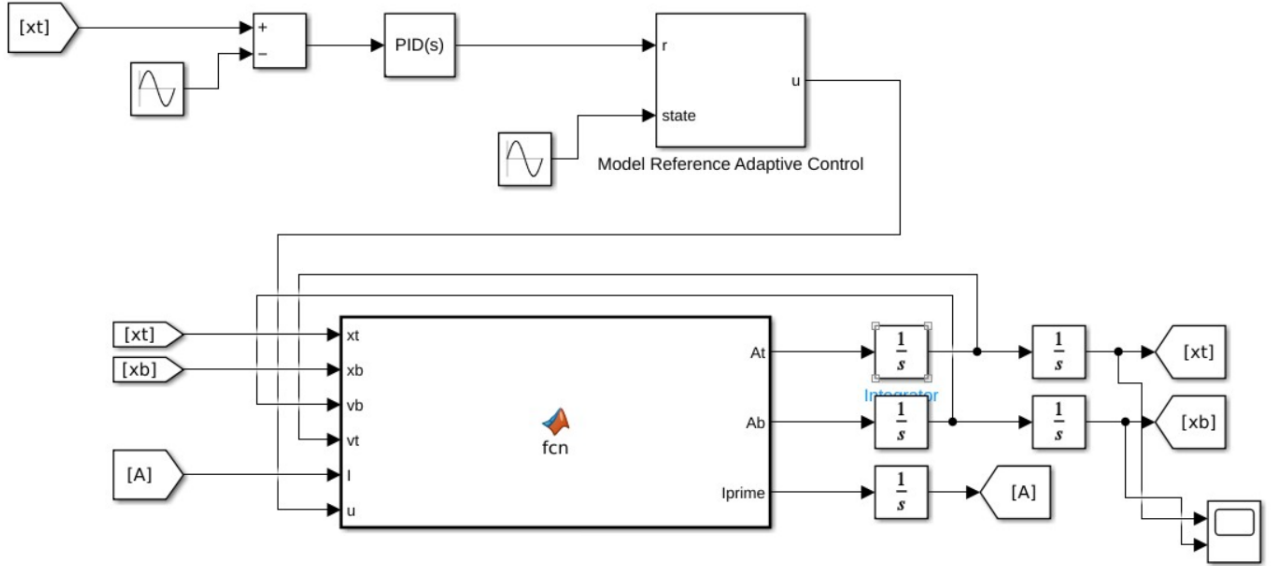 [xt]
+
−
PID(s)
r
u
state
Model Reference Adaptive Control
[xt]
xt
At
1
s
1
s
[xt]
[xb]
xb
Integrator
vb
Ab
1
s
1
s
[xb]
fcn
vt
[A]
I
Iprime
1
s
[A]
u